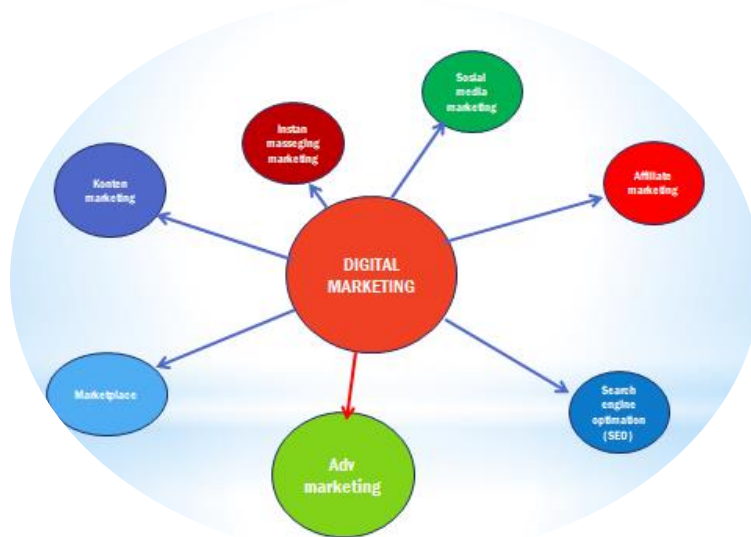 Sosial
media
marketing
Instan
masseging
marketing
Affiliate
marketing
Konten
marketing
DIGITAL
MARKETING
Marketplace
Search
engine
optimation
(SEO)
Adv
marketing